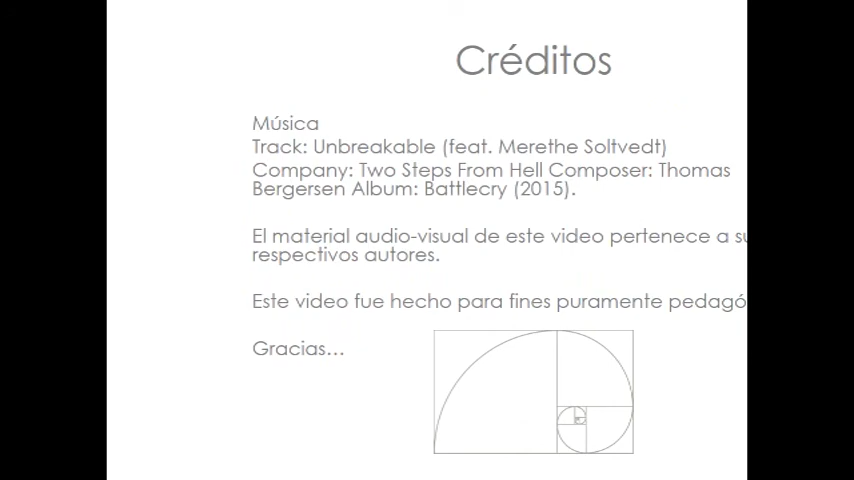 Créditos
Música
Track: Unbreakable (feat. Merethe Soltvedt)
Company: Two Steps From Hell Composer: Thomas
Bergersen Album: Battlecry (2015).
El material audio-visual de este video pertenece a su
respectivos autores.
Este video fue hecho para fines puramente pedagó
Gracias...